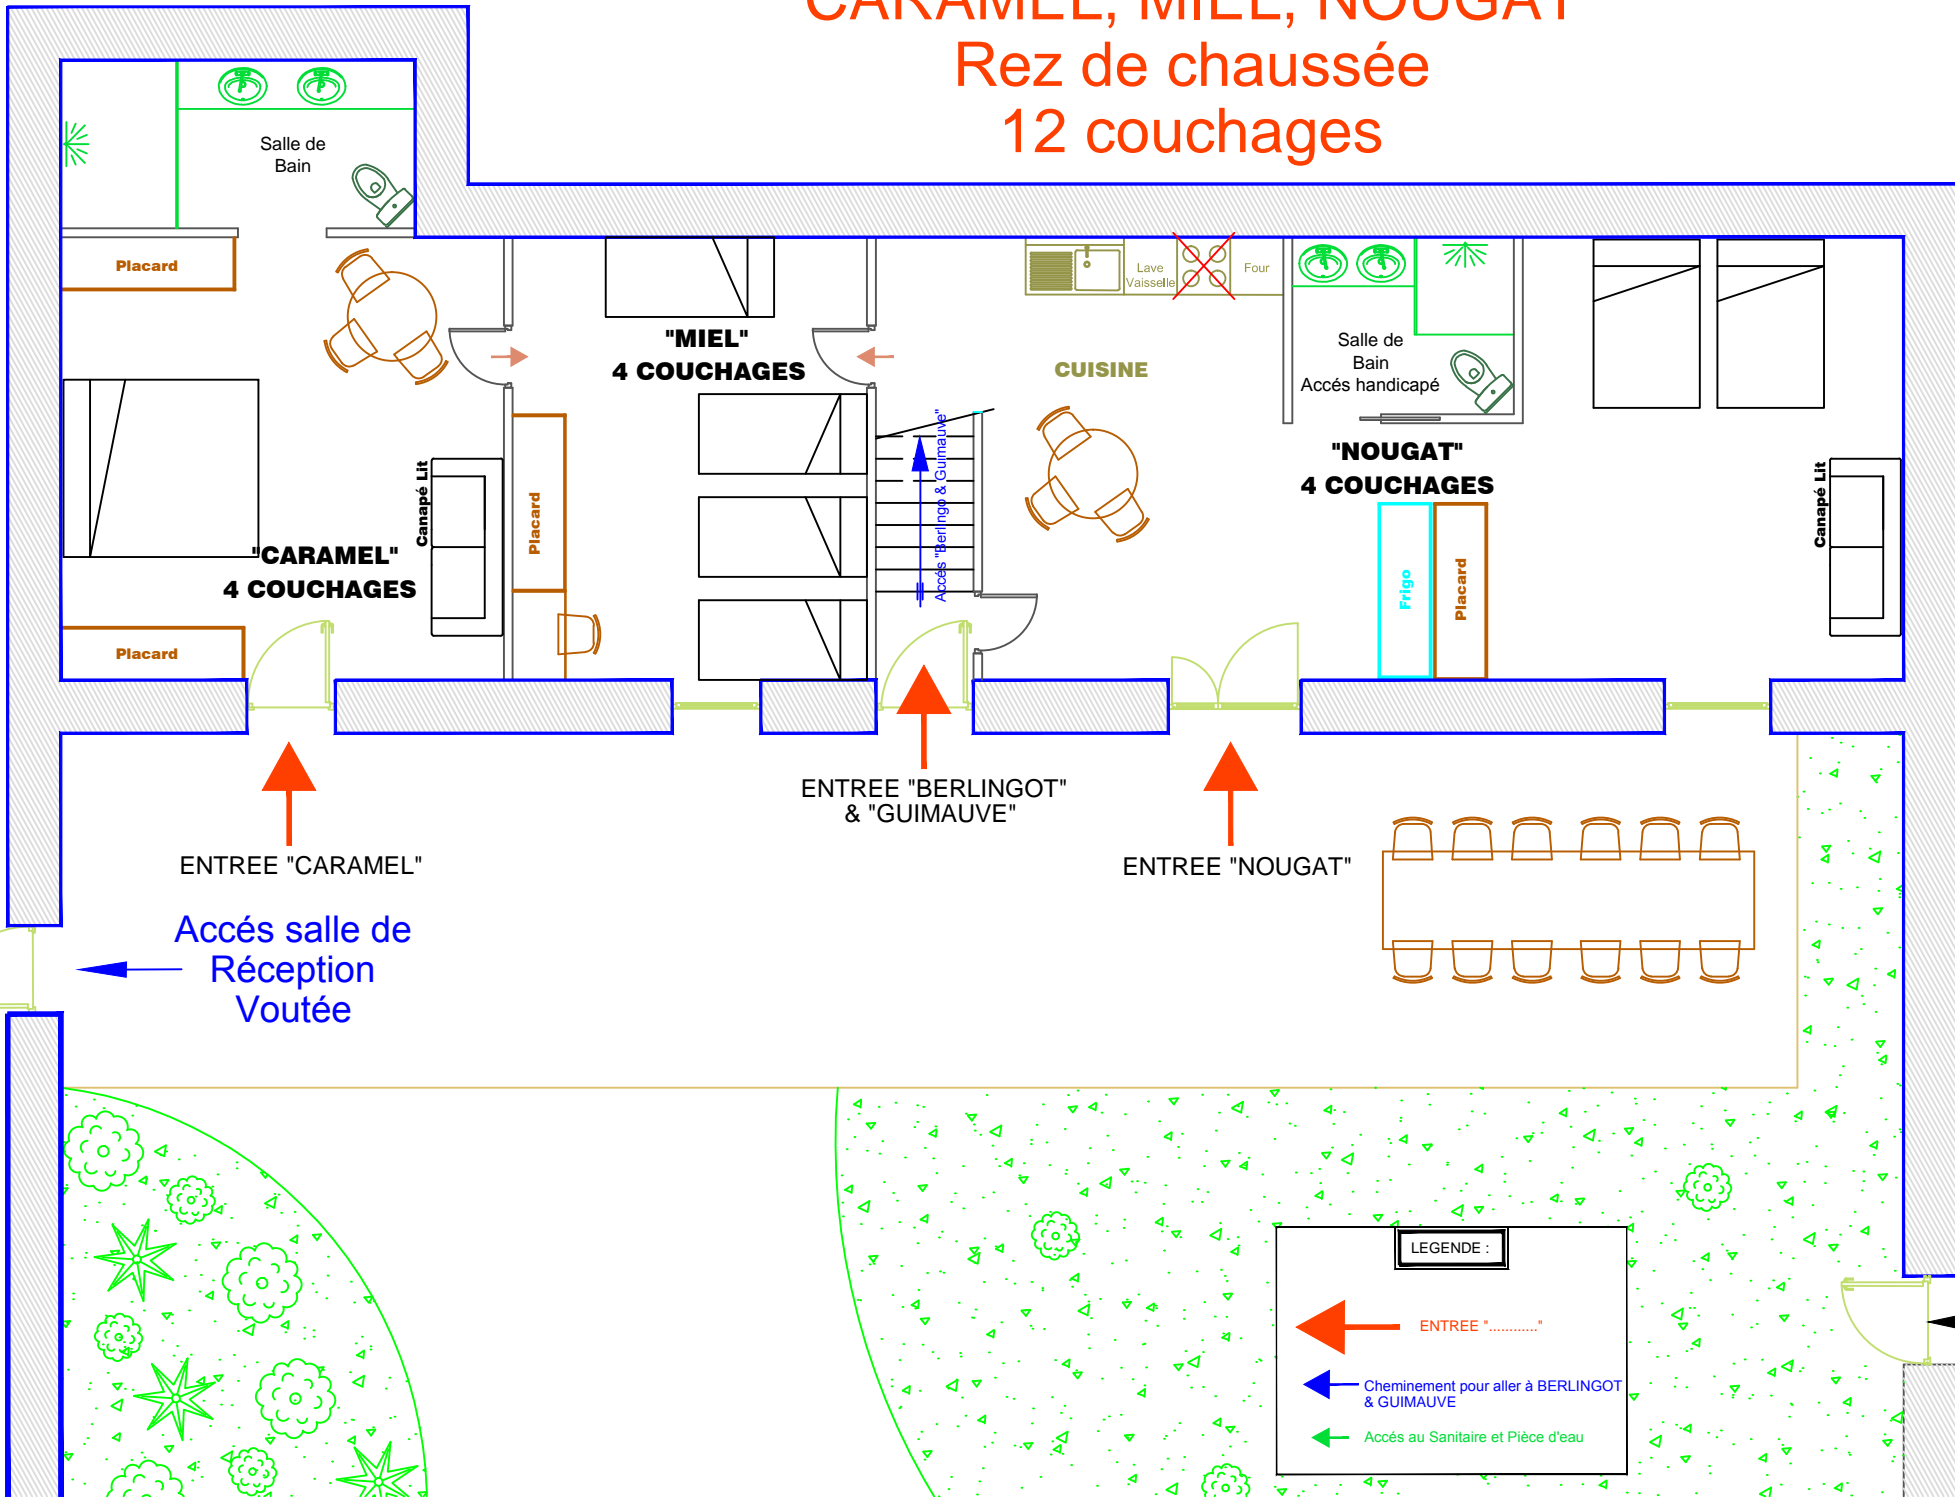 CARAMEL, MIEL, NOUGAT
Rez de chaussée
12 couchages
Salle de
Bain
Placard
"MIEL"
4 COUCHAGES
Lave
Vaisselle
Four
CUISINE
Salle de
Bain
Accés handicapé
"NOUGAT"
4 COUCHAGES
Canapé Lit
"CARAMEL"
4 COUCHAGES
Placard
Placard
Accés "Berlingo & Guimauve"
Frigo
Placard
Canapé Lit
ENTREE "CARAMEL"
ENTREE "BERLINGOT"
& "GUIMAUVE"
ENTREE "NOUGAT"
Accés salle de
Réception
Voutée
LEGENDE :
ENTREE "............"
Cheminement pour aller à BERLINGOT
& GUIMAUVE
Accés au Sanitaire et Pièce d'eau